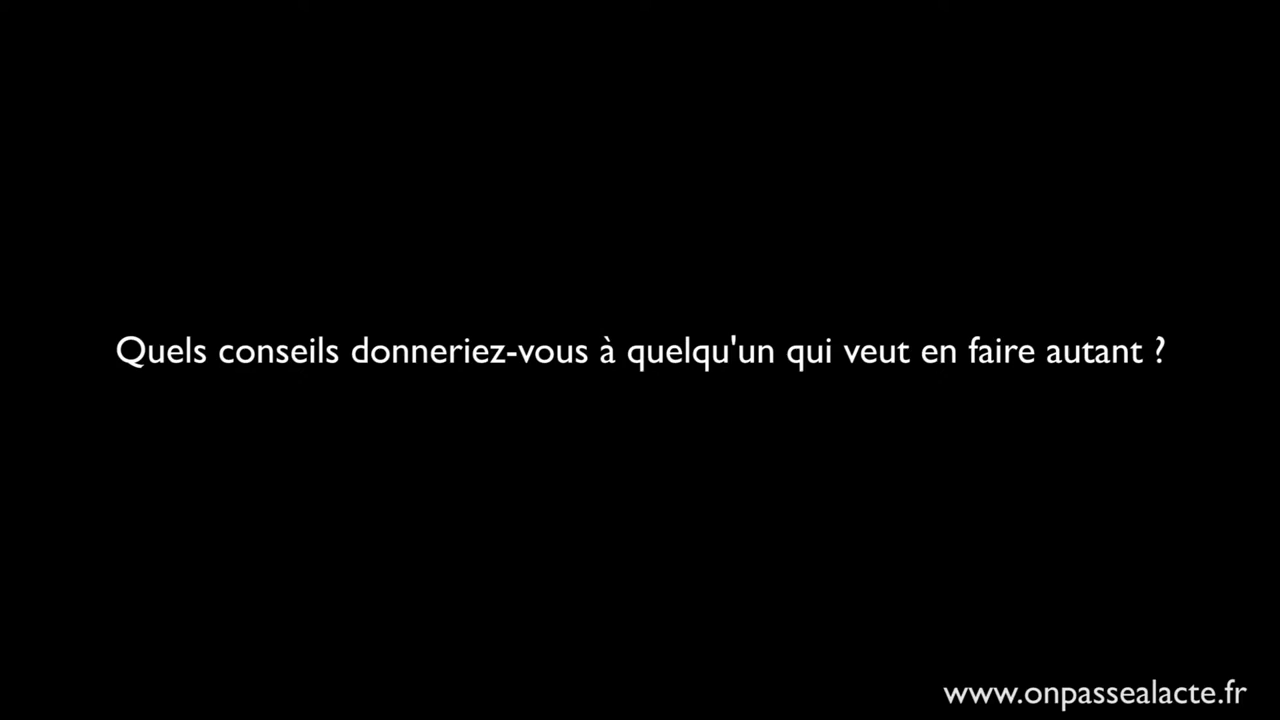 Quels conseils donneriez-vous à quelqu'un qui veut en faire autant ?
www.onpassealacte.fr